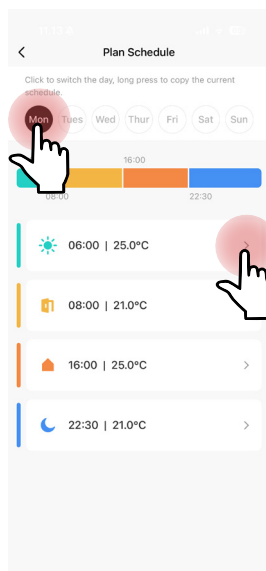 Plan Schedule
Click to switch the day, long press to copy the current
schedule.
Mon Tues Wed Thur Fri Sat Sun
16:00
08:00 22:30
06:00 | 25.0°C
08:00 | 21.0°C
16:00 | 25.0°C
22:30 | 21.0°C